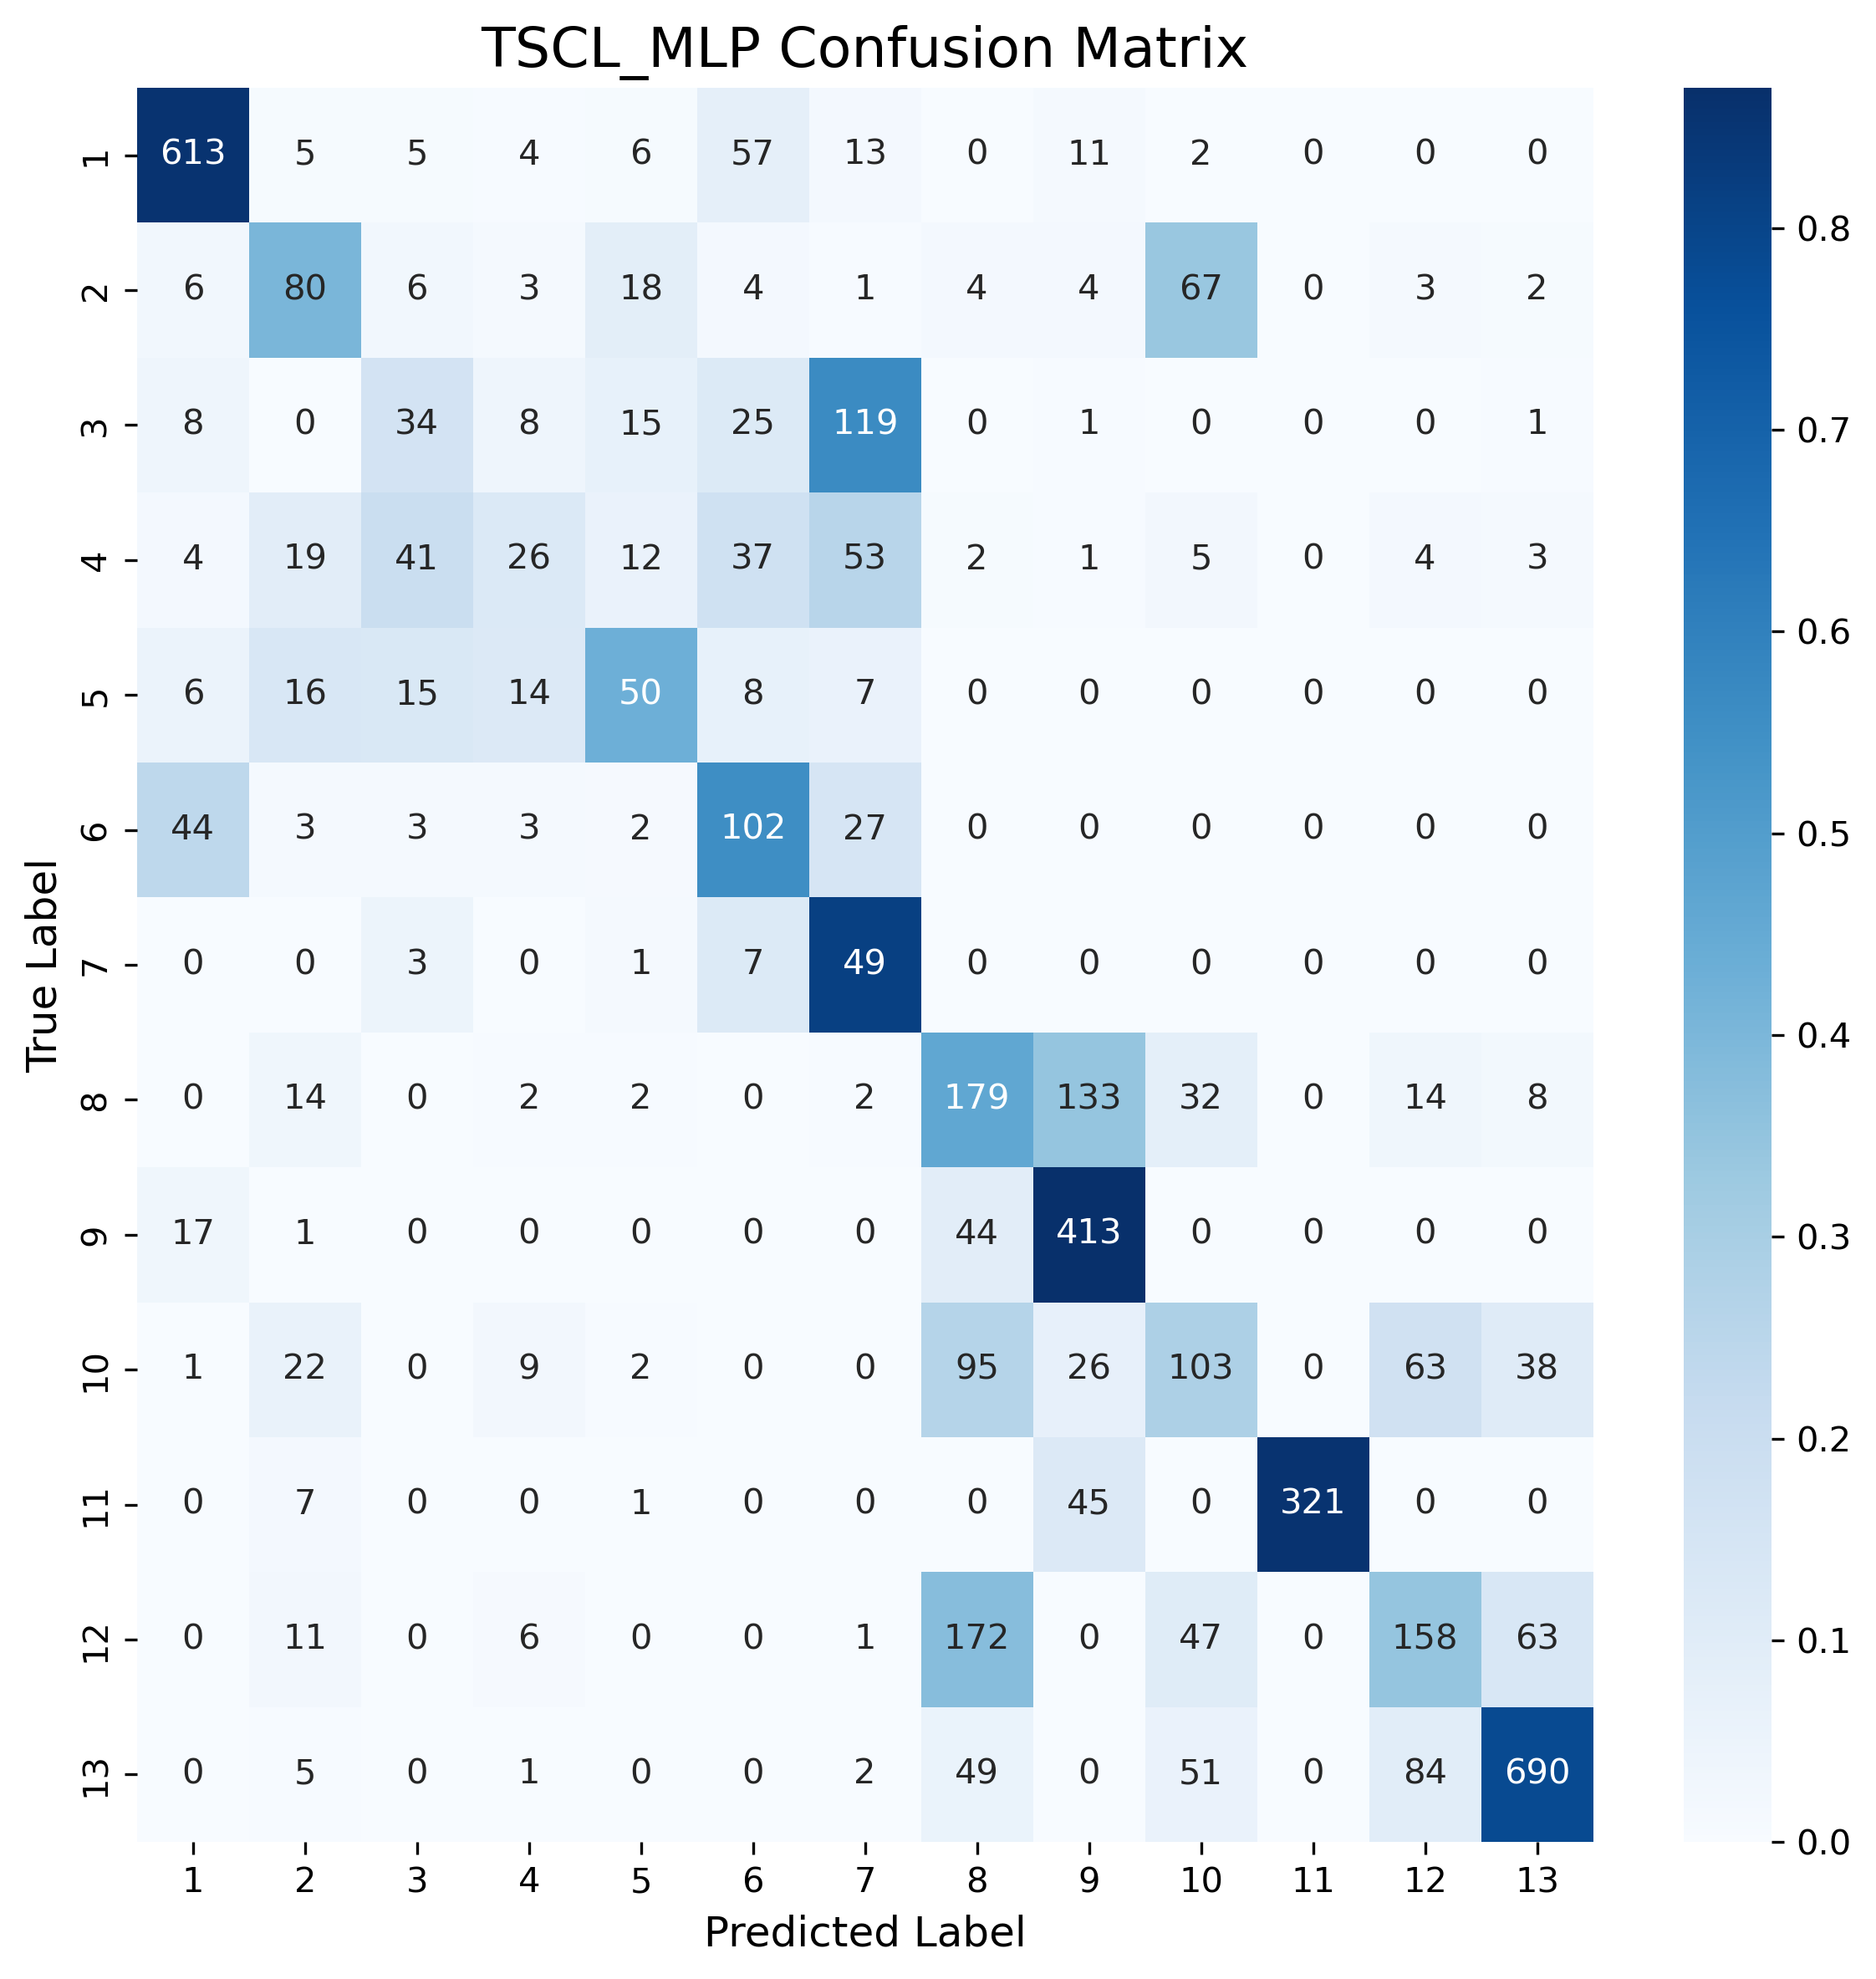 TSCL_MLP Confusion Matrix
1 613 5 5 4 6 57 13 0 11 2 0 0 0
2 6 80 6 3 18 4 1 4 4 67 0 3 2
3 8 0 34 8 15 25 119 0 1 0 0 0 1
4 4 19 41 26 12 37 53 2 1 5 0 4 3
5 6 16 15 14 50 8 7 0 0 0 0 0 0
6 44 3 3 3 2 102 27 0 0 0 0 0 0
7 0 0 3 0 1 7 49 0 0 0 0 0 0
8 0 14 0 2 2 0 2 179 133 32 0 14 8
9 17 1 0 0 0 0 0 44 413 0 0 0 0
10 1 22 0 9 2 0 0 95 26 103 0 63 38
11 0 7 0 0 1 0 0 0 45 0 321 0 0
12 0 11 0 6 0 0 1 172 0 47 0 158 63
13 0 5 0 1 0 0 2 49 0 51 0 84 690
1 2 3 4 5 6 7 8 9 10 11 12 13
Predicted Label
True Label
0.8
0.7
0.6
0.5
0.4
0.3
0.2
0.1
0.0